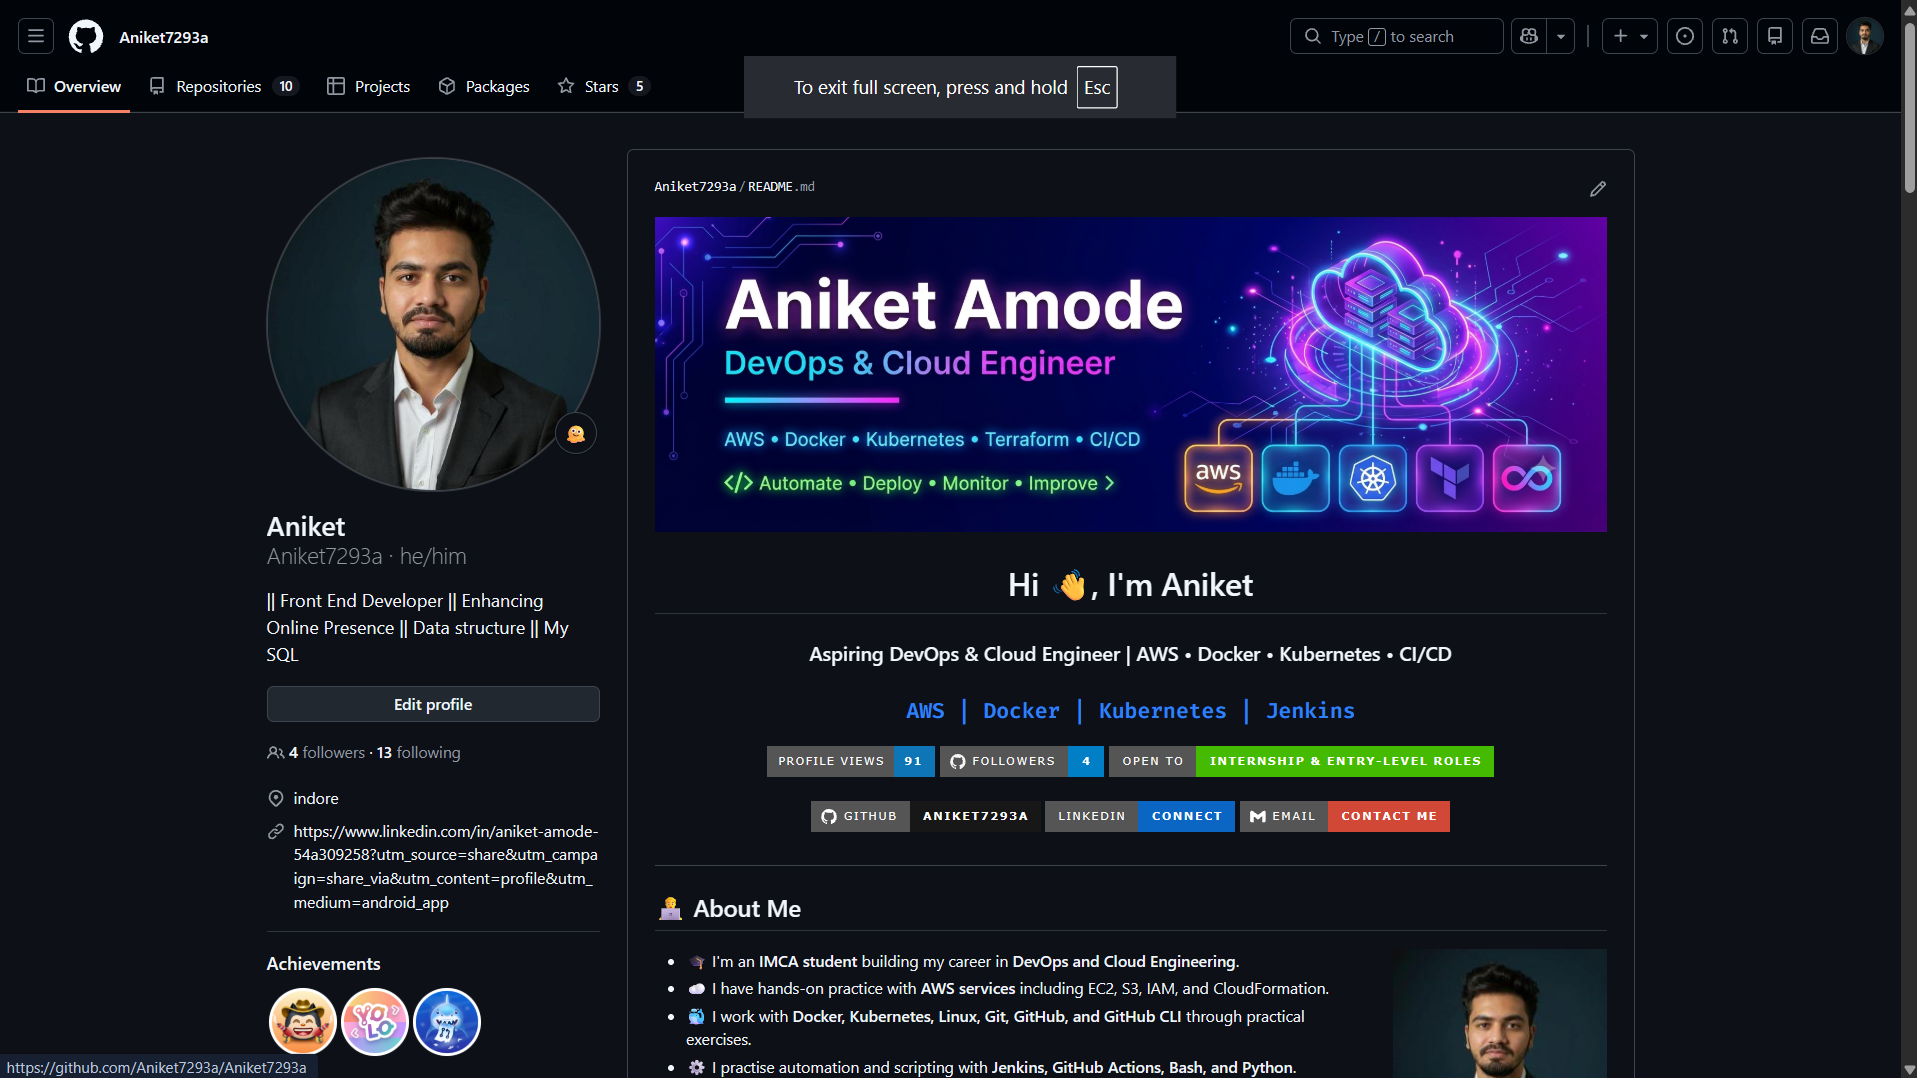 Aniket7293a
Type / to search
To exit full screen, press and hold Esc
Overview
Repositories 10
Projects
Packages
Stars 5
Aniket
Aniket7293a · he/him
|| Front End Developer || Enhancing
Online Presence || Data structure || My
SQL
Edit profile
4 followers · 13 following
indore
https://www.linkedin.com/in/aniket-amode-
54a309258?utm_source=share&utm_campa
ign=share_via&utm_content=profile&utm_
medium=android_app
Achievements
YOLO
Aniket7293a/README.md
Aniket Amode
DevOps & Cloud Engineer
AWS • Docker • Kubernetes • Terraform • CI/CD
</> Automate • Deploy • Monitor • Improve >
aws
Hi 👋, I'm Aniket
Aspiring DevOps & Cloud Engineer | AWS • Docker • Kubernetes • CI/CD
AWS | Docker | Kubernetes | Jenkins
PROFILE VIEWS 91
FOLLOWERS 4
OPEN TO INTERNSHIP & ENTRY-LEVEL ROLES
GITHUB ANIKET7293A
LINKEDIN CONNECT
EMAIL CONTACT ME
🧑‍💻 About Me
• 🎓 I'm an IMCA student building my career in DevOps and Cloud Engineering.
• ☁️ I have hands-on practice with AWS services including EC2, S3, IAM, and CloudFormation.
• 🐳 I work with Docker, Kubernetes, Linux, Git, GitHub, and GitHub CLI through practical
exercises.
• ⚙️ I practise automation and scripting with Jenkins, GitHub Actions, Bash, and Python.
https://github.com/Aniket7293a/Aniket7293a